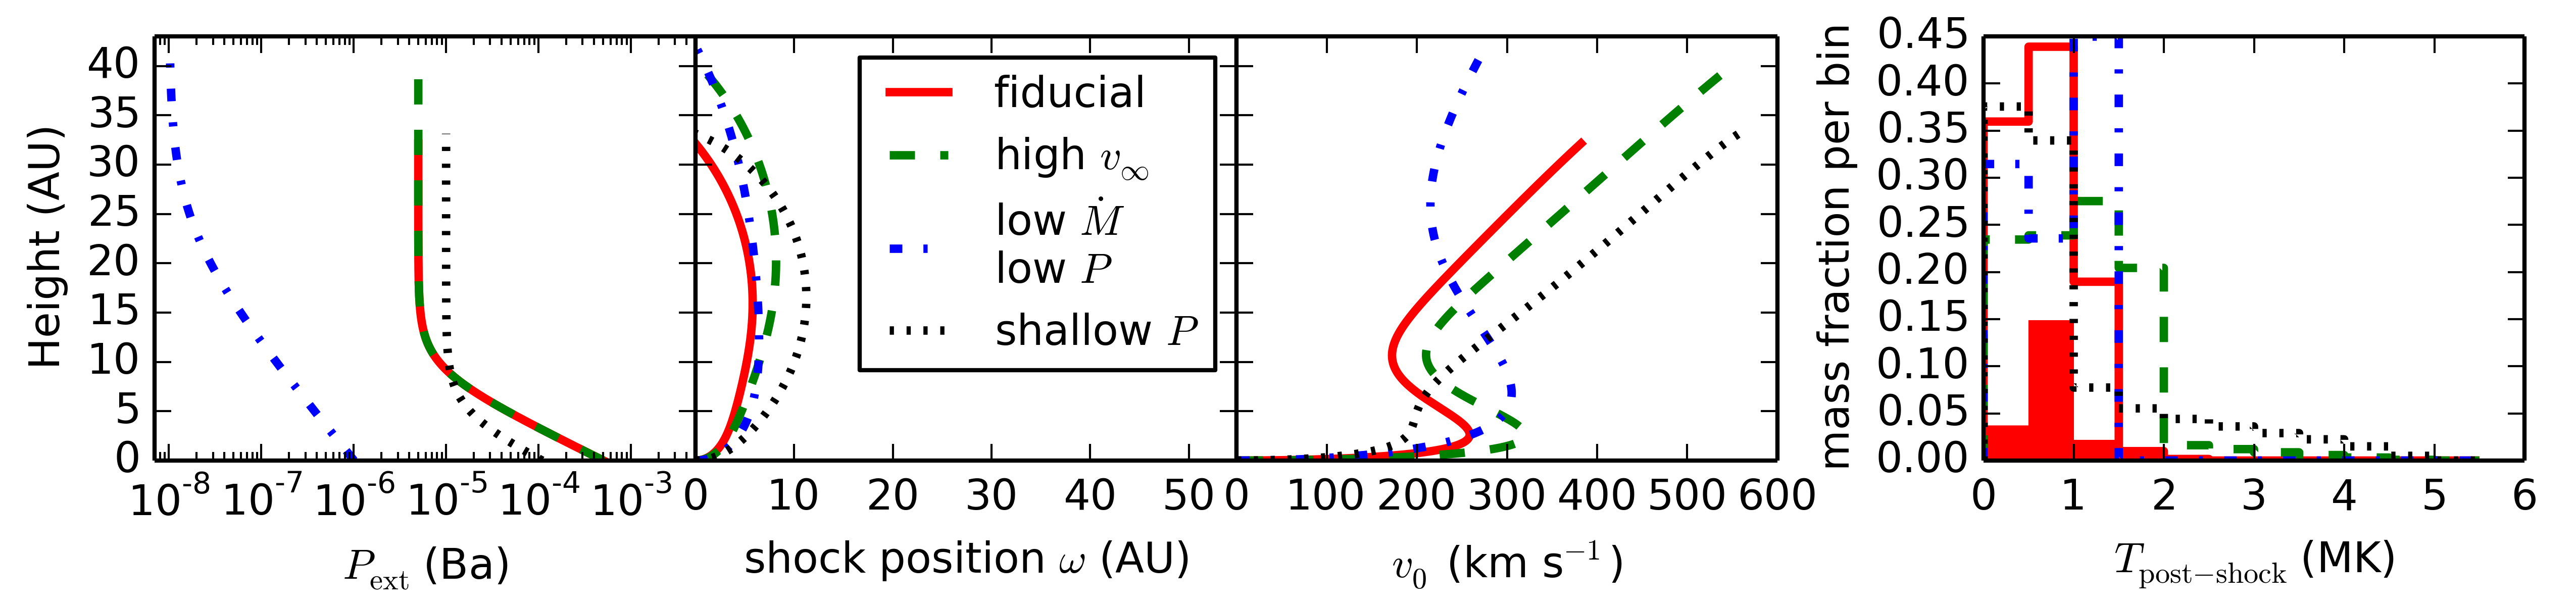 Height (AU)
40
35
30
25
20
15
10
5
0
10⁻⁸ 10⁻⁷ 10⁻⁶ 10⁻⁵ 10⁻⁴ 10⁻³
P_ext (Ba)
0 10 20 30 40 50
shock position ω (AU)
fiducial
high v_∞
low Ṁ
low P
shallow P
0 100 200 300 400 500 600
v₀ (km s⁻¹)
mass fraction per bin
0.45
0.40
0.35
0.30
0.25
0.20
0.15
0.10
0.05
0.00
0 1 2 3 4 5 6
T_post−shock (MK)